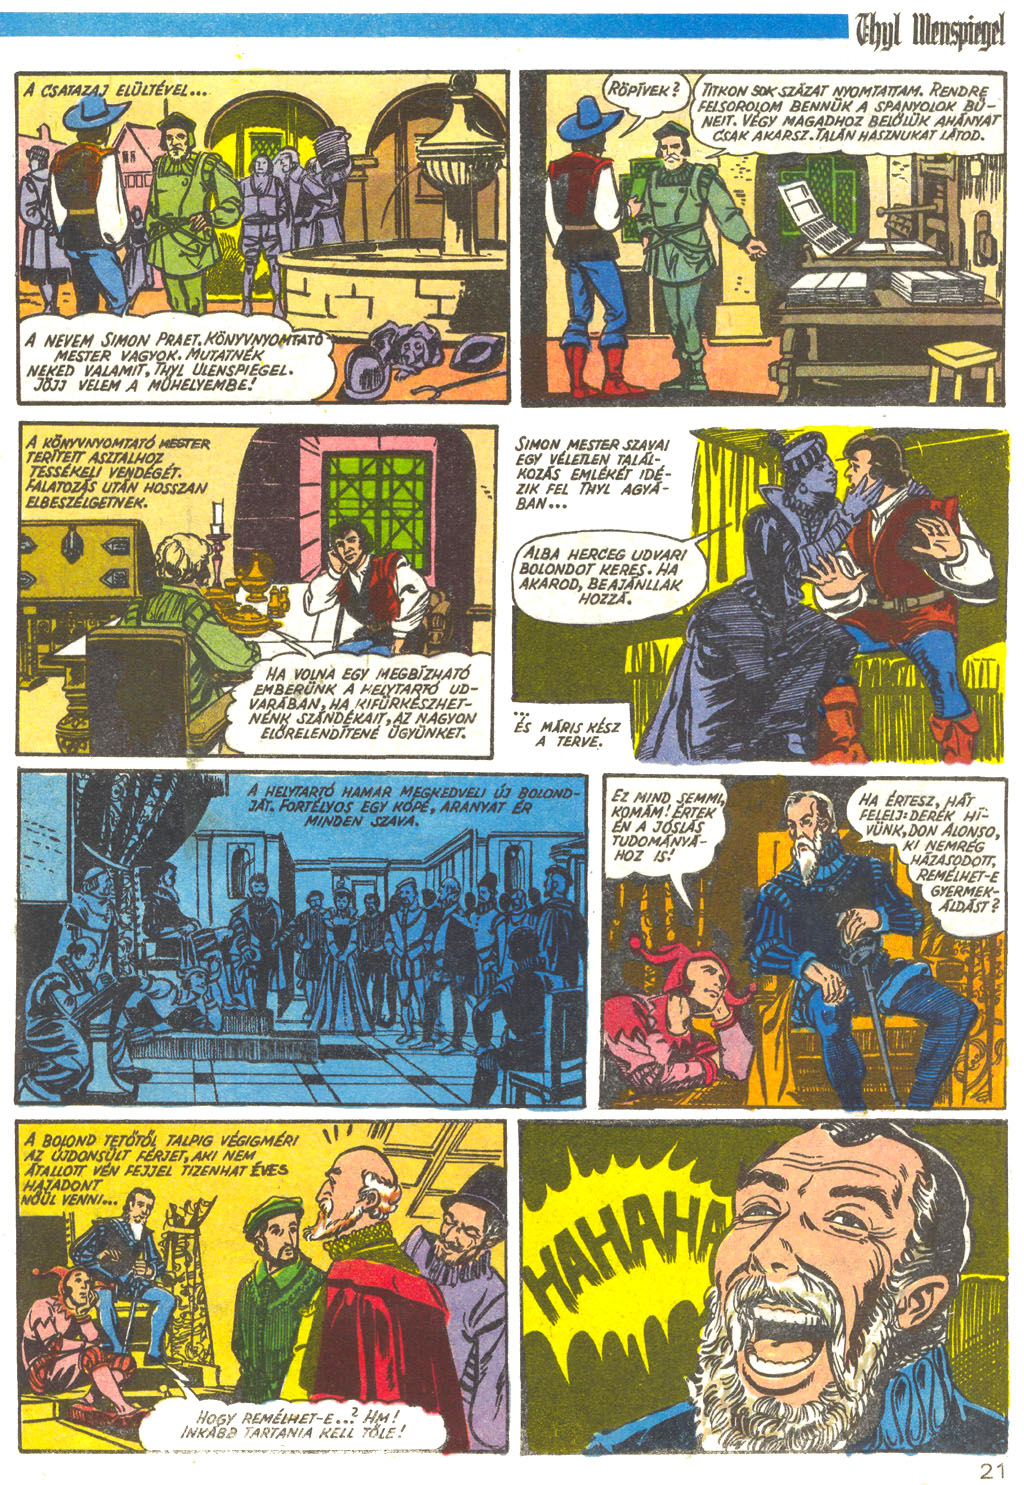 Thyl Ulenspiegel
A CSATAZAJ ELÜLTÉVEL...
A NEVEM SIMON PRAET. KÖNYVNYOMTATÓ
MESTER VAGYOK. MUTATNÉK
NEKED VALAMIT, THYL ULENSPIEGEL.
JÖJJ VELEM A MŰHELYEMBE!
RÖPÍVEK?
TITKON SOK SZÁZAT NYOMTATTAM. RENDRE
FELSOROLOM BENNÜK A SPANYOLOK BŰ-
NEIT. VÉGY MAGADHOZ BELŐLÜK AHÁNYAT
CSAK AKARSZ. TALÁN HASZNUKAT LÁTOD.
A KÖNYVNYOMTATÓ MESTER
TERÍTETT ASZTALHOZ
TESSÉKELI VENDÉGÉT.
FALATOZÁS UTÁN HOSSZAN
ELBESZÉLGETNEK.
HA VOLNA EGY MEGBÍZHATÓ
EMBERÜNK A HELYTARTÓ UD-
VARÁBAN, HA KIFÜRKÉSZHET-
NÉNK SZÁNDÉKAIT, AZ NAGYON
ELŐRELENDÍTENÉ ÜGYÜNKET.
SIMON MESTER SZAVAI
EGY VÉLETLEN TALÁL-
KOZÁS EMLÉKÉT IDÉ-
ZIK FEL THYL AGYÁ-
BAN...
ALBA HERCEG UDVARI
BOLONDOT KERES. HA
AKAROD, BEAJÁNLLAK
HOZZÁ.
...
ÉS MÁRIS KÉSZ
A TERVE.
A HELYTARTÓ HAMAR MEGKEDVELI ÚJ BOLOND-
JÁT. FORTÉLYOS EGY KÓPÉ, ARANYAT ÉR
MINDEN SZAVA.
EZ MIND SEMMI,
KOMÁM! ÉRTEK
ÉN A JÓSLÁS
TUDOMÁNYÁ-
HOZ IS!
HA ÉRTESZ, HÁT
FELELJ: DERÉK HÍ-
VÜNK, DON ALONSO,
KI NEMRÉG
HÁZASODOTT,
REMÉLHET-E
GYERMEK-
ÁLDÁST?
A BOLOND TETŐTŐL TALPIG VÉGIGMÉRI
AZ ÚJDONSÜLT FÉRJET, AKI NEM
ÁTALLOTT VÉN FEJJEL TIZENHAT ÉVES
HAJADONT
NŐÜL VENNI...
HOGY REMÉLHET-E...? HM!
INKÁBB TARTANIA KELL TŐLE!
HAHAHA
21